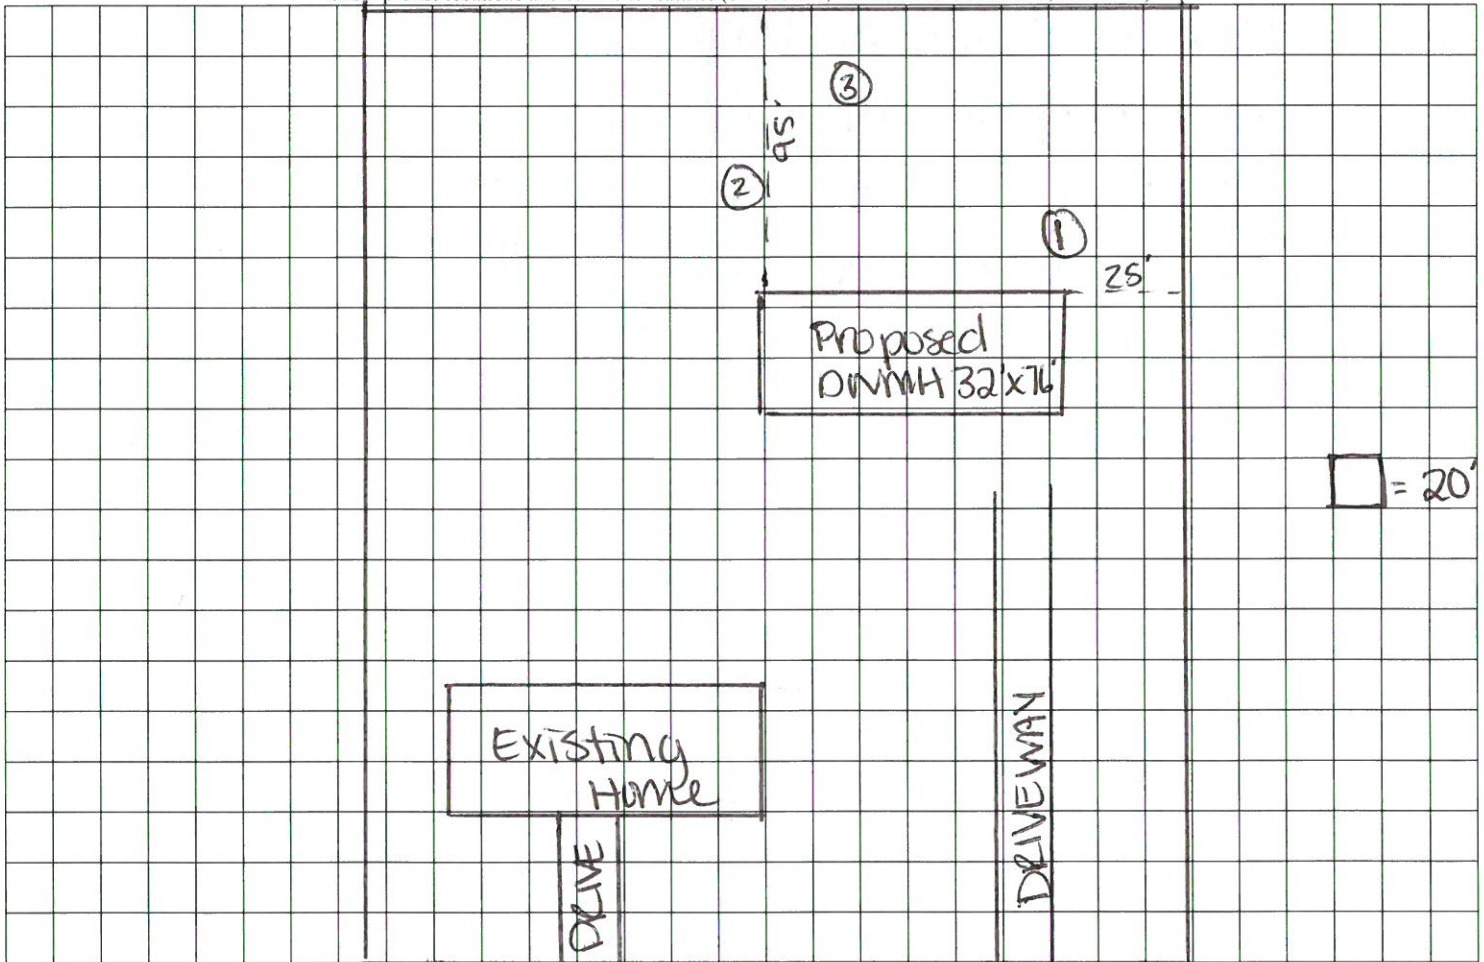 ③
95'
②
①
25'
Proposed
DWMH 32'x76'
= 20'
Existing
Home
DRIVEWAY
DRIVE